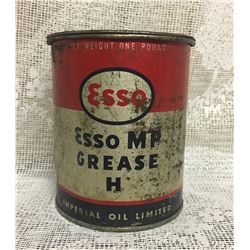 NET WEIGHT ONE POUND
Esso
Esso MP
GREASE
H
IMPERIAL OIL LIMITED